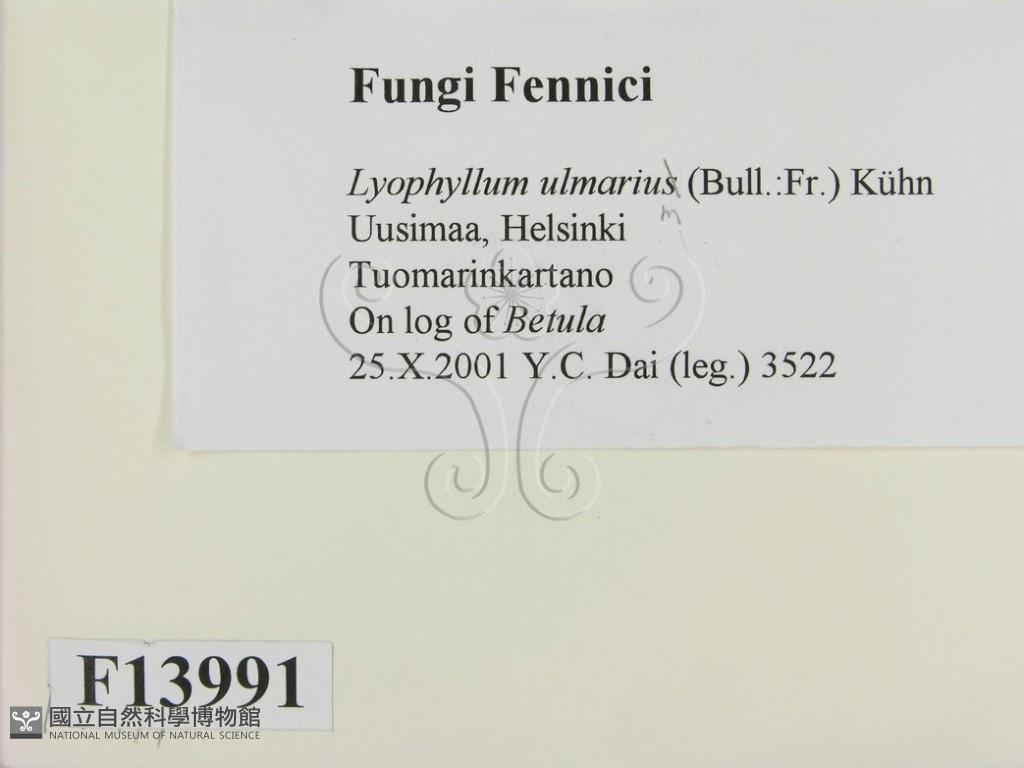 Fungi Fennici
Lyophyllum ulmarius (Bull.:Fr.) Kühn
m
Uusimaa, Helsinki
Tuomarinkartano
On log of Betula
25.X.2001 Y.C. Dai (leg.) 3522
F13991
國立自然科學博物館
NATIONAL MUSEUM OF NATURAL SCIENCE